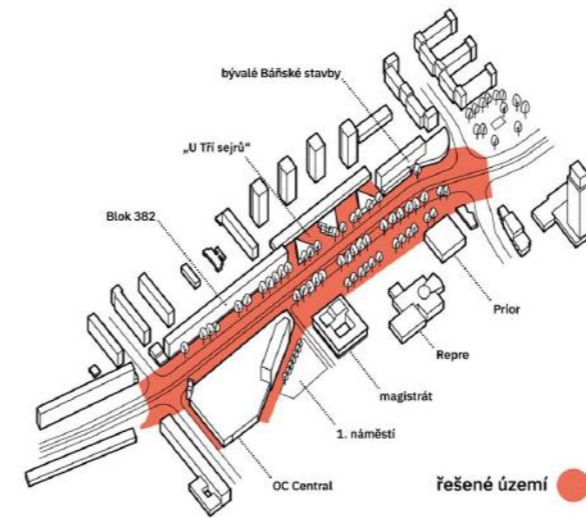 bývalé Báňské stavby
„U Tří sejrů“
Blok 382
Prior
Repre
magistrát
1. náměstí
OC Central
řešené území